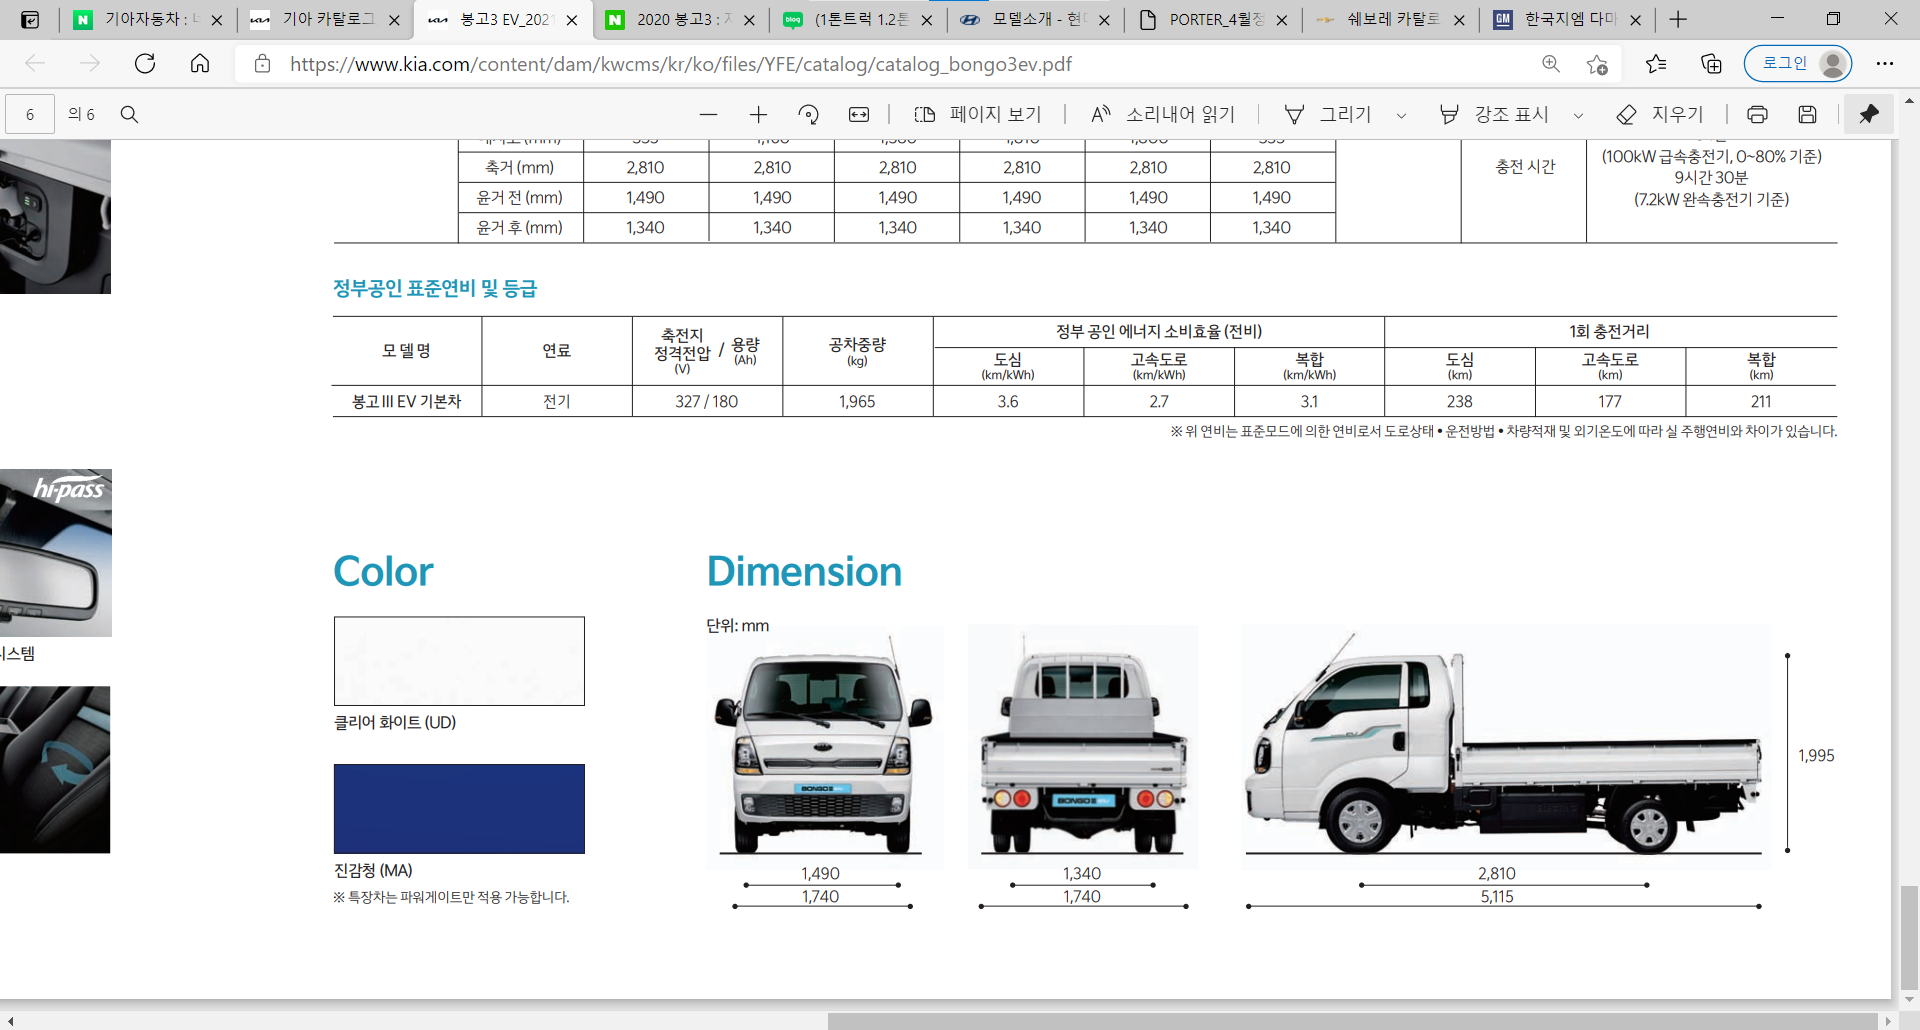 기아자동차 : 네
기아 카탈로그
봉고3 EV_2021
2020 봉고3 : 
(1톤트럭 1.2톤
모델소개 - 현대
PORTER_4월정
쉐보레 카탈로
한국지엠 다마
https://www.kia.com/content/dam/kwcms/kr/ko/files/YFE/catalog/catalog_bongo3ev.pdf
로그인
6 의 6
페이지 보기
소리내어 읽기
그리기
강조 표시
지우기
축거 (mm) 2,810 2,810 2,810 2,810 2,810 2,810
윤거 전 (mm) 1,490 1,490 1,490 1,490 1,490 1,490
윤거 후 (mm) 1,340 1,340 1,340 1,340 1,340 1,340
충전 시간
(100kW 급속충전기, 0~80% 기준)
9시간 30분
(7.2kW 완속충전기 기준)
정부공인 표준연비 및 등급
모 델 명 연료 축전지 정격전압 (V) / 용량 (Ah) 공차중량 (kg) 정부 공인 에너지 소비효율 (전비) 1회 충전거리
도심 (km/kWh) 고속도로 (km/kWh) 복합 (km/kWh) 도심 (km) 고속도로 (km) 복합 (km)
봉고 III EV 기본차 전기 327 / 180 1,965 3.6 2.7 3.1 238 177 211
※ 위 연비는 표준모드에 의한 연비로서 도로상태 • 운전방법 • 차량적재 및 외기온도에 따라 실 주행연비와 차이가 있습니다.
hi-pass
시스템
Color
클리어 화이트 (UD)
진감청 (MA)
※ 특장차는 파워게이트만 적용 가능합니다.
Dimension
단위: mm
BONGO III
BONGO III
1,995
1,490
1,740
1,340
1,740
2,810
5,115